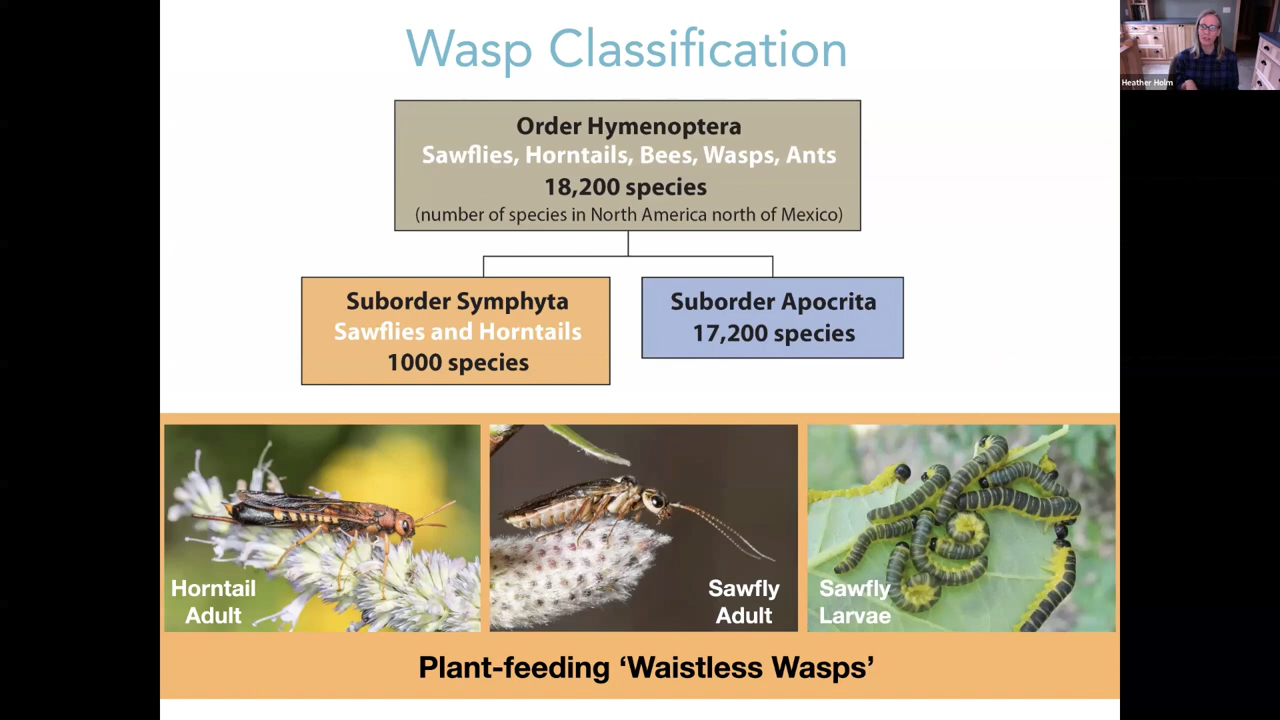 Wasp Classification
Heather Holm
Order Hymenoptera
Sawflies, Horntails, Bees, Wasps, Ants
18,200 species
(number of species in North America north of Mexico)
Suborder Symphyta
Sawflies and Horntails
1000 species
Suborder Apocrita
17,200 species
Horntail
Adult
Sawfly
Adult
Sawfly
Larvae
Plant-feeding ‘Waistless Wasps’